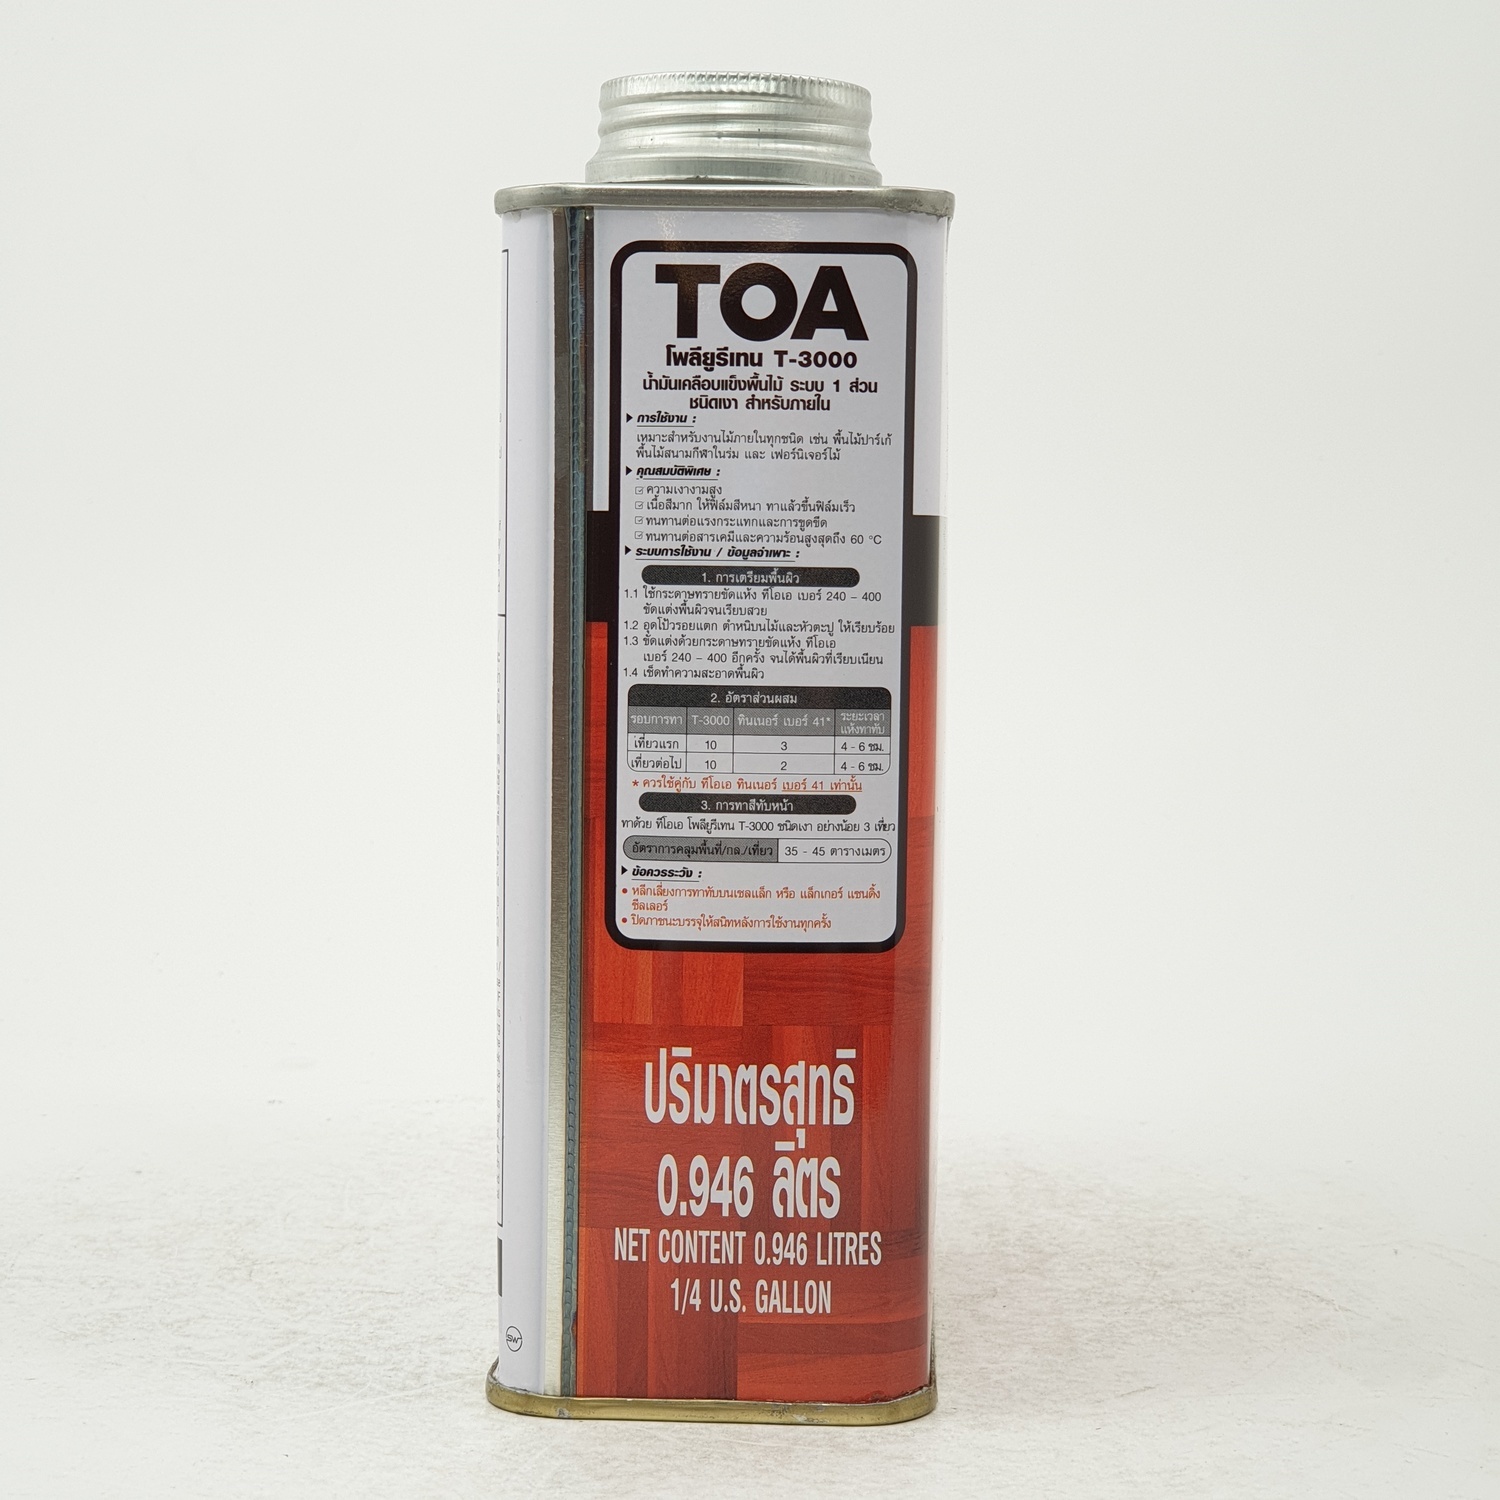 TOA
โพลียูรีเทน T-3000
น้ำมันเคลือบแข็งพื้นไม้ ระบบ 1 ส่วน
ชนิดเงา สำหรับภายใน
การใช้งาน :
เหมาะสำหรับงานไม้ภายในทุกชนิด เช่น พื้นไม้ปาร์เก้
พื้นไม้สนามกีฬาในร่ม และ เฟอร์นิเจอร์ไม้
คุณสมบัติพิเศษ :
ความเงางามสูง
เนื้อสีมาก ให้ฟิล์มสีหนา ทาแล้วขึ้นฟิล์มเร็ว
ทนทานต่อแรงกระแทกและการขูดขีด
ทนทานต่อสารเคมีและความร้อนสูงสุดถึง 60 °C
ระบบการใช้งาน / ข้อมูลจำเพาะ :
1. การเตรียมพื้นผิว
1.1 ใช้กระดาษทรายขัดแห้ง ทีโอเอ เบอร์ 240 – 400
ขัดแต่งพื้นผิวจนเรียบสวย
1.2 อุดโป้วรอยแตก ตำหนิบนไม้และหัวตะปู ให้เรียบร้อย
1.3 ขัดแต่งด้วยกระดาษทรายขัดแห้ง ทีโอเอ
เบอร์ 240 – 400 อีกครั้ง จนได้พื้นผิวที่เรียบเนียน
1.4 เช็ดทำความสะอาดพื้นผิว
2. อัตราส่วนผสม
รอบการทา T-3000 ทินเนอร์ เบอร์ 41* ระยะเวลา
แห้งทาทับ
เที่ยวแรก 10 3 4 - 6 ชม.
เที่ยวต่อไป 10 2 4 - 6 ชม.
* ควรใช้คู่กับ ทีโอเอ ทินเนอร์ เบอร์ 41 เท่านั้น
3. การทาสีทับหน้า
ทาด้วย ทีโอเอ โพลียูรีเทน T-3000 ชนิดเงา อย่างน้อย 3 เที่ยว
อัตราการคลุมพื้นที่/กล./เที่ยว 35 - 45 ตารางเมตร
ข้อควรระวัง :
• หลีกเลี่ยงการทาทับบนเชลแล็ก หรือ แล็กเกอร์ แซนดิ้ง
ซีลเลอร์
• ปิดภาชนะบรรจุให้สนิทหลังการใช้งานทุกครั้ง
ปริมาตรสุทธิ
0.946 ลิตร
NET CONTENT 0.946 LITRES
1/4 U.S. GALLON
SW